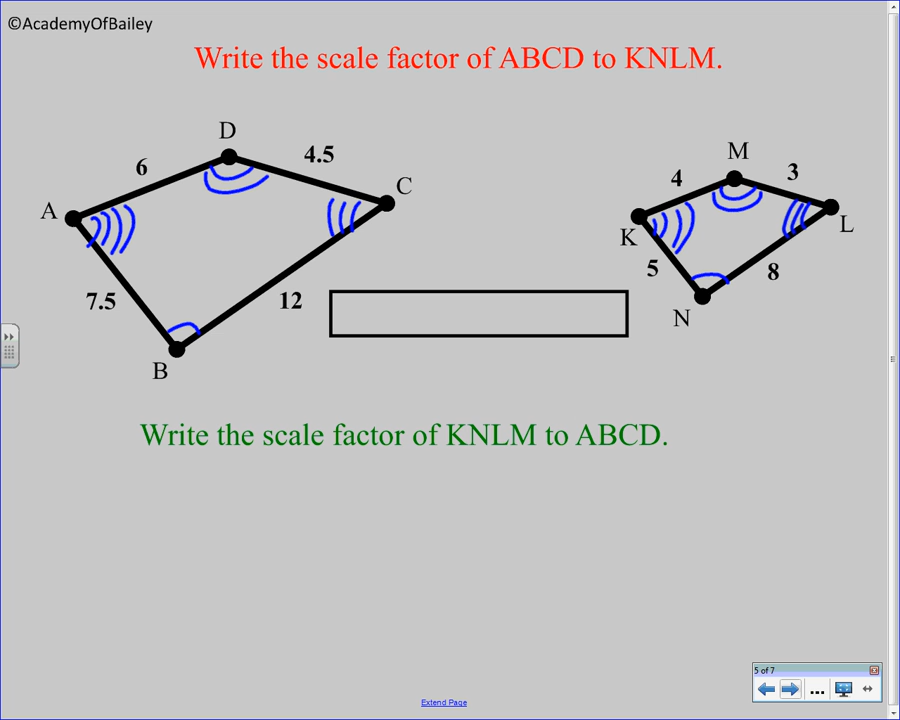 ©AcademyOfBailey
Write the scale factor of ABCD to KNLM.
D
6
4.5
A
C
7.5
12
B
M
4
3
K
L
5
8
N
Write the scale factor of KNLM to ABCD.
5 of 7
...
Extend Page